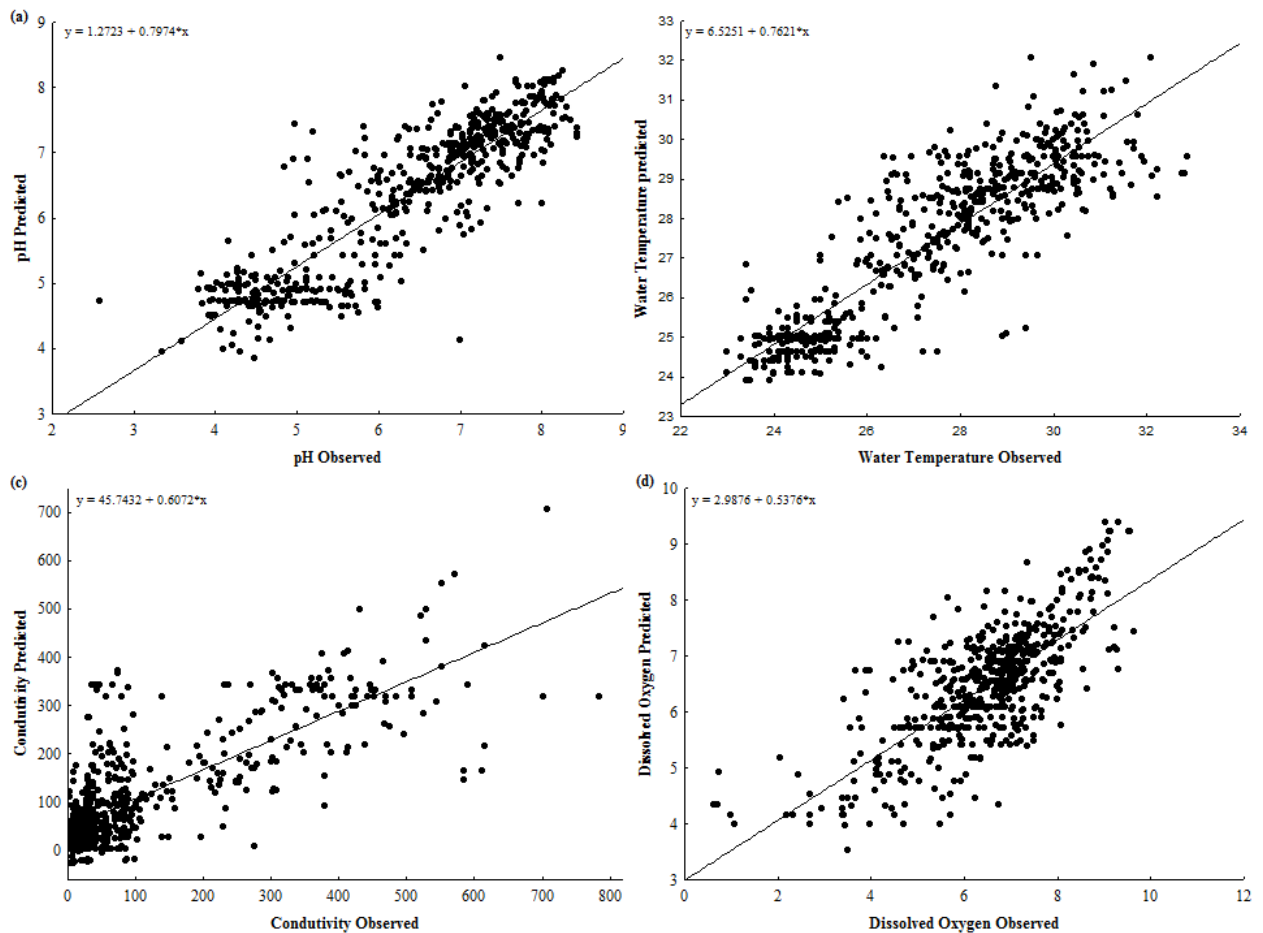 (a)
y = 1.2723 + 0.7974*x
9
8
7
6
5
4
3
2 3 4 5 6 7 8 9
pH Predicted
pH Observed
y = 6.5251 + 0.7621*x
33
32
31
30
29
28
27
26
25
24
23
22 24 26 28 30 32 34
Water Temperature predicted
Water Temperature Observed
(c)
y = 45.7432 + 0.6072*x
700
600
500
400
300
200
100
0
0 100 200 300 400 500 600 700 800
Condutivity Predicted
Condutivity Observed
(d)
y = 2.9876 + 0.5376*x
10
9
8
7
6
5
4
3
0 2 4 6 8 10 12
Dissolved Oxygen Predicted
Dissolved Oxygen Observed